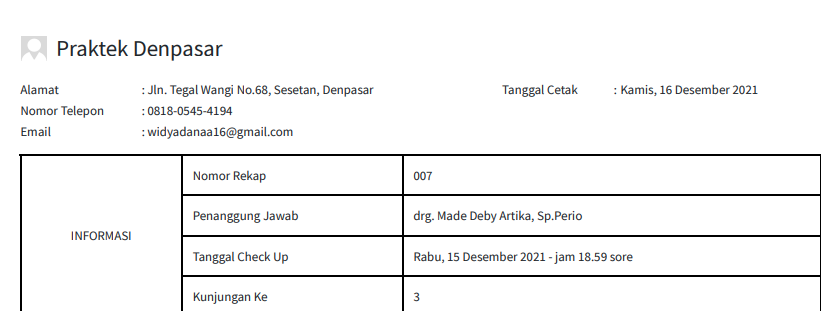 Praktek Denpasar
Alamat : Jln. Tegal Wangi No.68, Sesetan, Denpasar Tanggal Cetak : Kamis, 16 Desember 2021
Nomor Telepon : 0818-0545-4194
Email : widyadanaa16@gmail.com
INFORMASI
Nomor Rekap 007
Penanggung Jawab drg. Made Deby Artika, Sp.Perio
Tanggal Check Up Rabu, 15 Desember 2021 - jam 18.59 sore
Kunjungan Ke 3